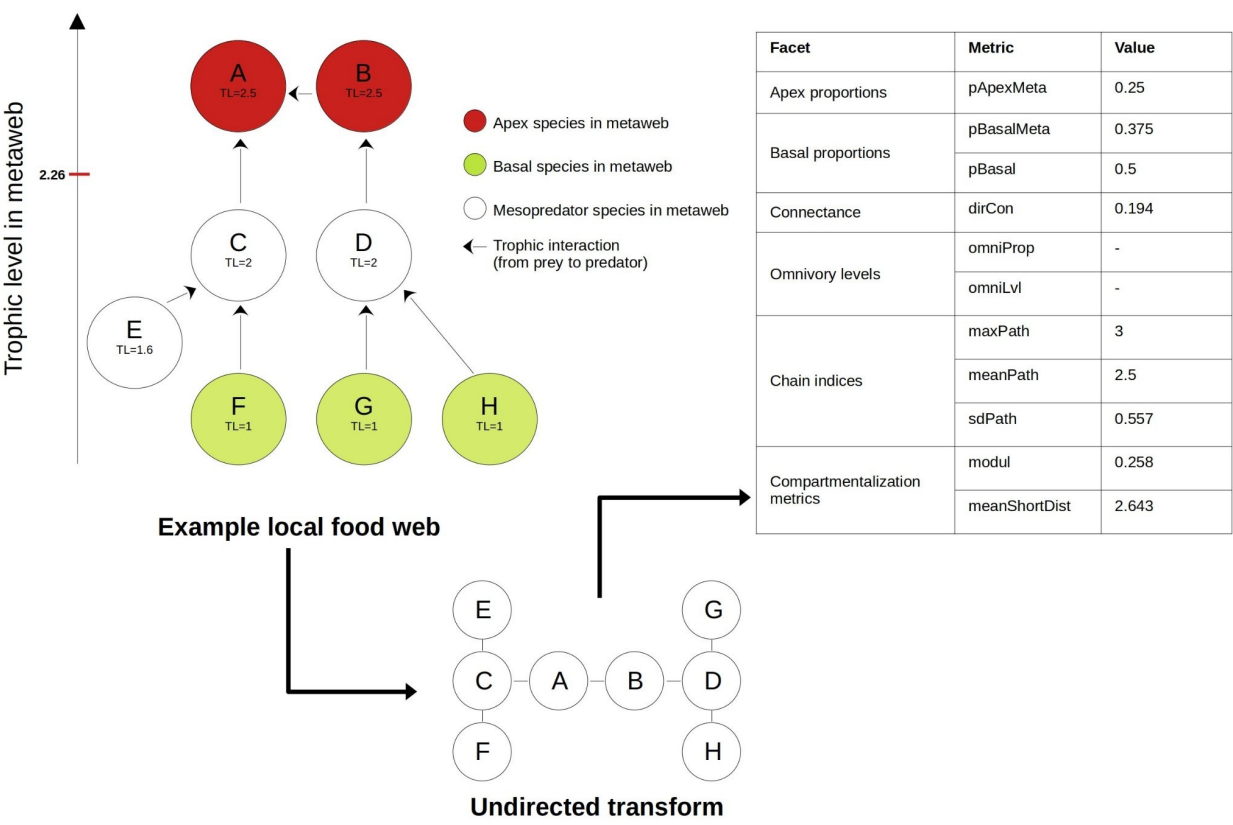 Trophic level in metaweb
2.26
A
TL=2.5
B
TL=2.5
C
TL=2
D
TL=2
E
TL=1.6
F
TL=1
G
TL=1
H
TL=1
Apex species in metaweb
Basal species in metaweb
Mesopredator species in metaweb
Trophic interaction
(from prey to predator)
Example local food web
Facet Metric Value
Apex proportions pApexMeta 0.25
Basal proportions pBasalMeta 0.375
pBasal 0.5
Connectance dirCon 0.194
Omnivory levels omniProp -
omniLvl -
Chain indices maxPath 3
meanPath 2.5
sdPath 0.557
Compartmentalization
metrics
modul 0.258
meanShortDist 2.643
E G
C A B D
F H
Undirected transform